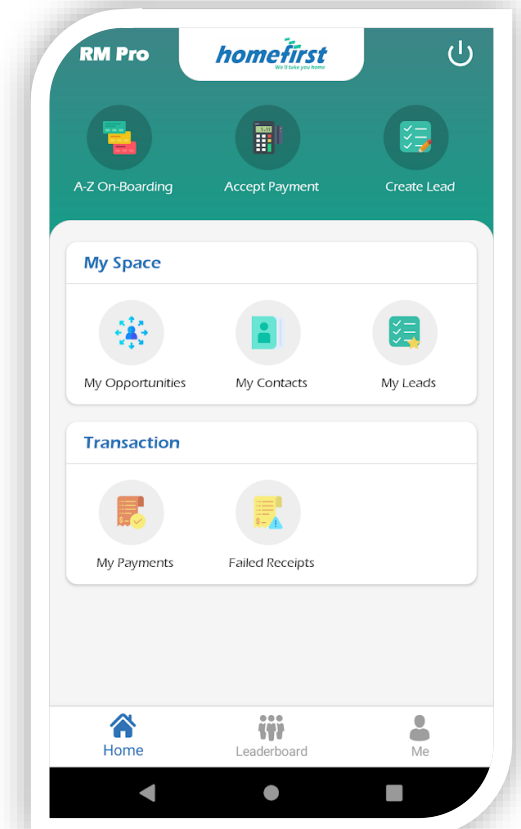 RM Pro
homefirst
We'll take you home
A-Z On-Boarding
Accept Payment
Create Lead
My Space
My Opportunities
My Contacts
My Leads
Transaction
My Payments
Failed Receipts
Home
Leaderboard
Me